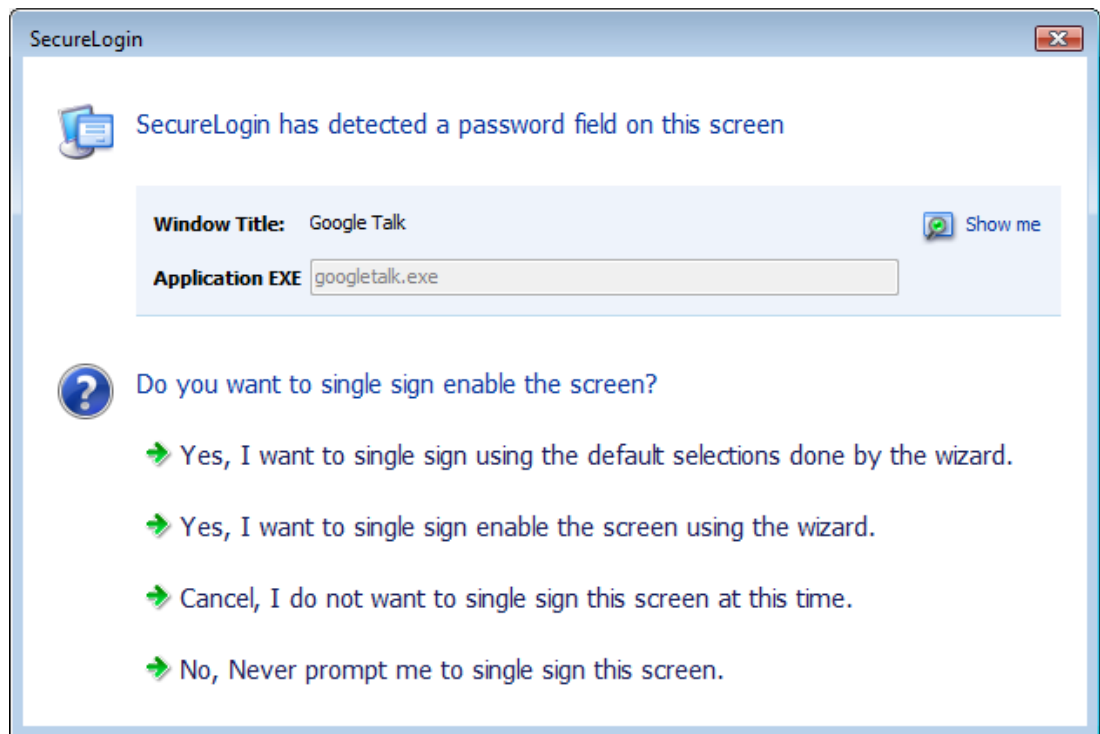 SecureLogin
SecureLogin has detected a password field on this screen
Window Title: Google Talk Show me
Application EXE googletalk.exe
Do you want to single sign enable the screen?
Yes, I want to single sign using the default selections done by the wizard.
Yes, I want to single sign enable the screen using the wizard.
Cancel, I do not want to single sign this screen at this time.
No, Never prompt me to single sign this screen.